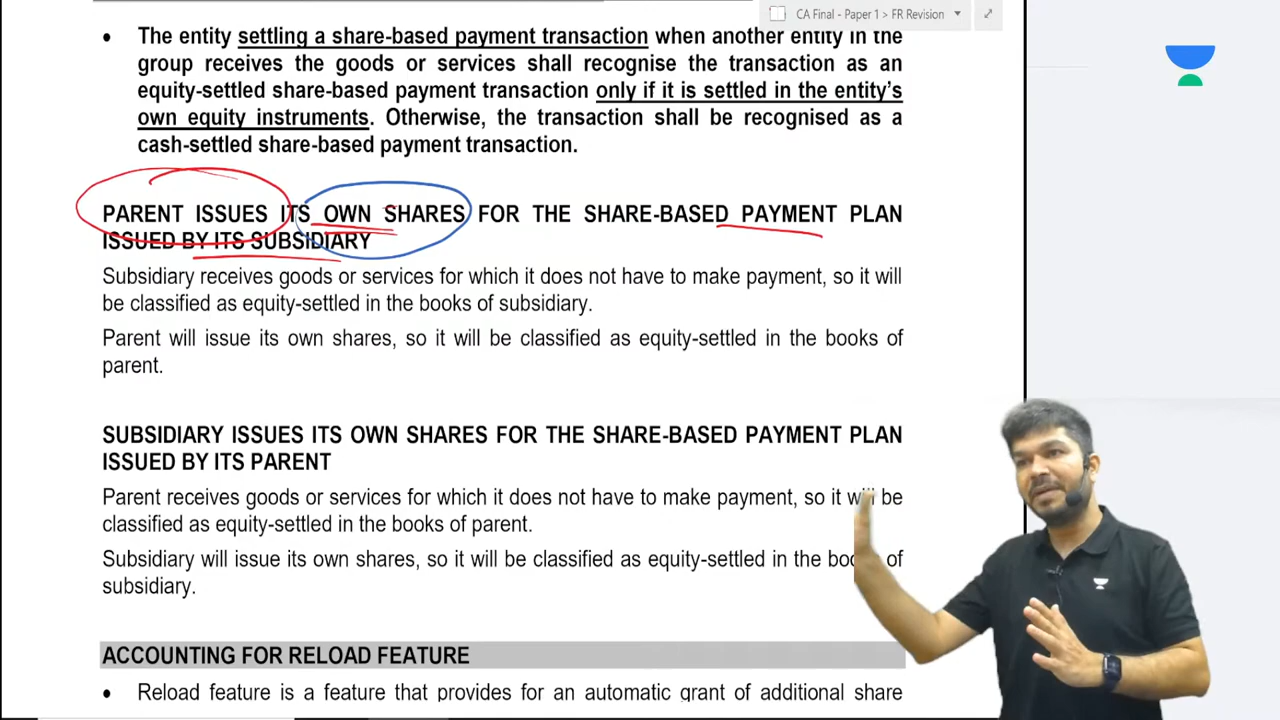 CA Final - Paper 1 > FR Revision
• The entity settling a share-based payment transaction when another entity in the
group receives the goods or services shall recognise the transaction as an
equity-settled share-based payment transaction only if it is settled in the entity's
own equity instruments. Otherwise, the transaction shall be recognised as a
cash-settled share-based payment transaction.
PARENT ISSUES ITS OWN SHARES FOR THE SHARE-BASED PAYMENT PLAN
ISSUED BY ITS SUBSIDIARY
Subsidiary receives goods or services for which it does not have to make payment, so it will
be classified as equity-settled in the books of subsidiary.
Parent will issue its own shares, so it will be classified as equity-settled in the books of
parent.
SUBSIDIARY ISSUES ITS OWN SHARES FOR THE SHARE-BASED PAYMENT PLAN
ISSUED BY ITS PARENT
Parent receives goods or services for which it does not have to make payment, so it will be
classified as equity-settled in the books of parent.
Subsidiary will issue its own shares, so it will be classified as equity-settled in the books of
subsidiary.
ACCOUNTING FOR RELOAD FEATURE
• Reload feature is a feature that provides for an automatic grant of additional share